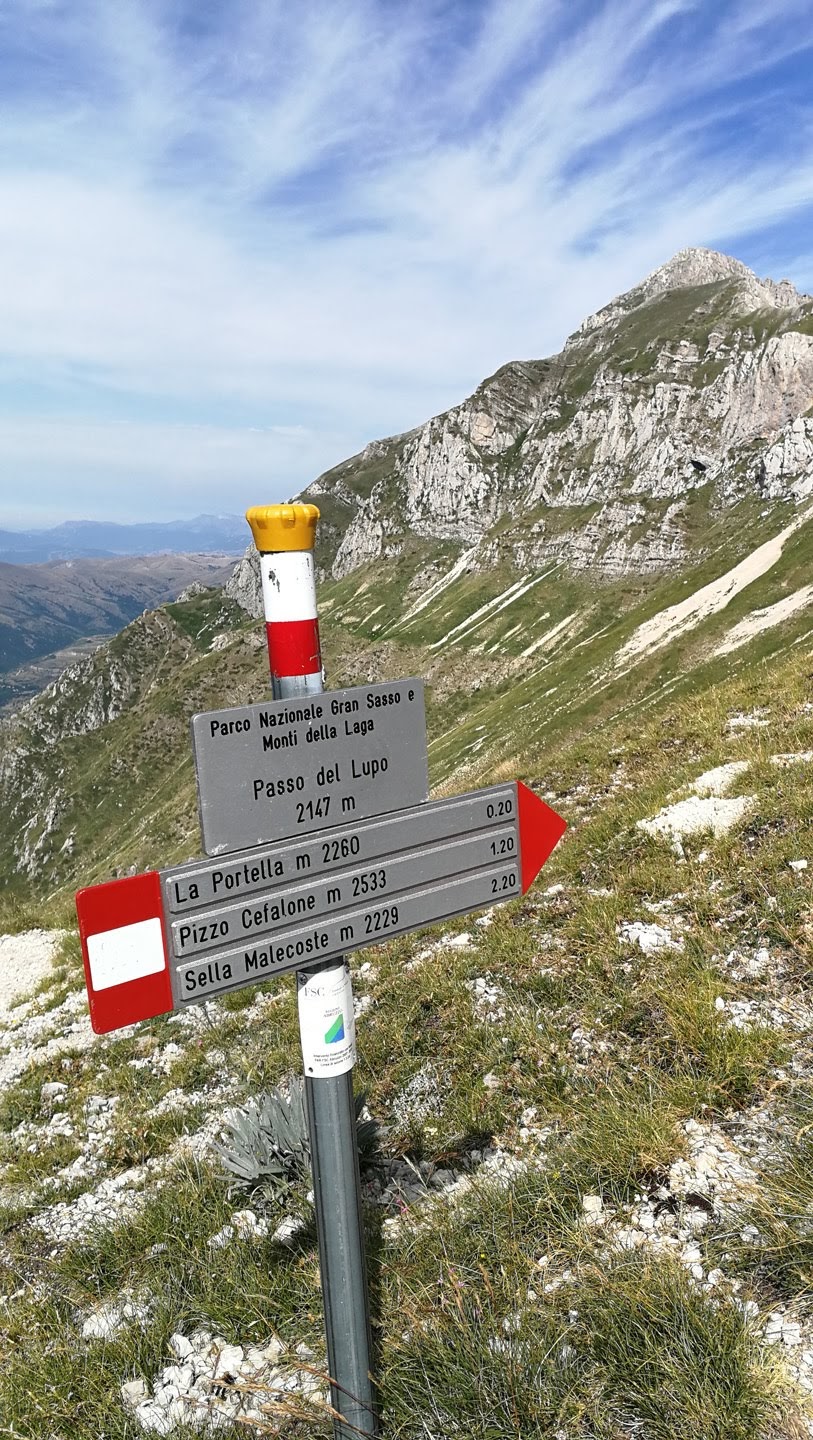 Parco Nazionale Gran Sasso e
Monti della Laga
Passo del Lupo
2147 m
La Portella m 2260 0.20
Pizzo Cefalone m 2533 1.20
Sella Malecoste m 2229 2.20
FSC